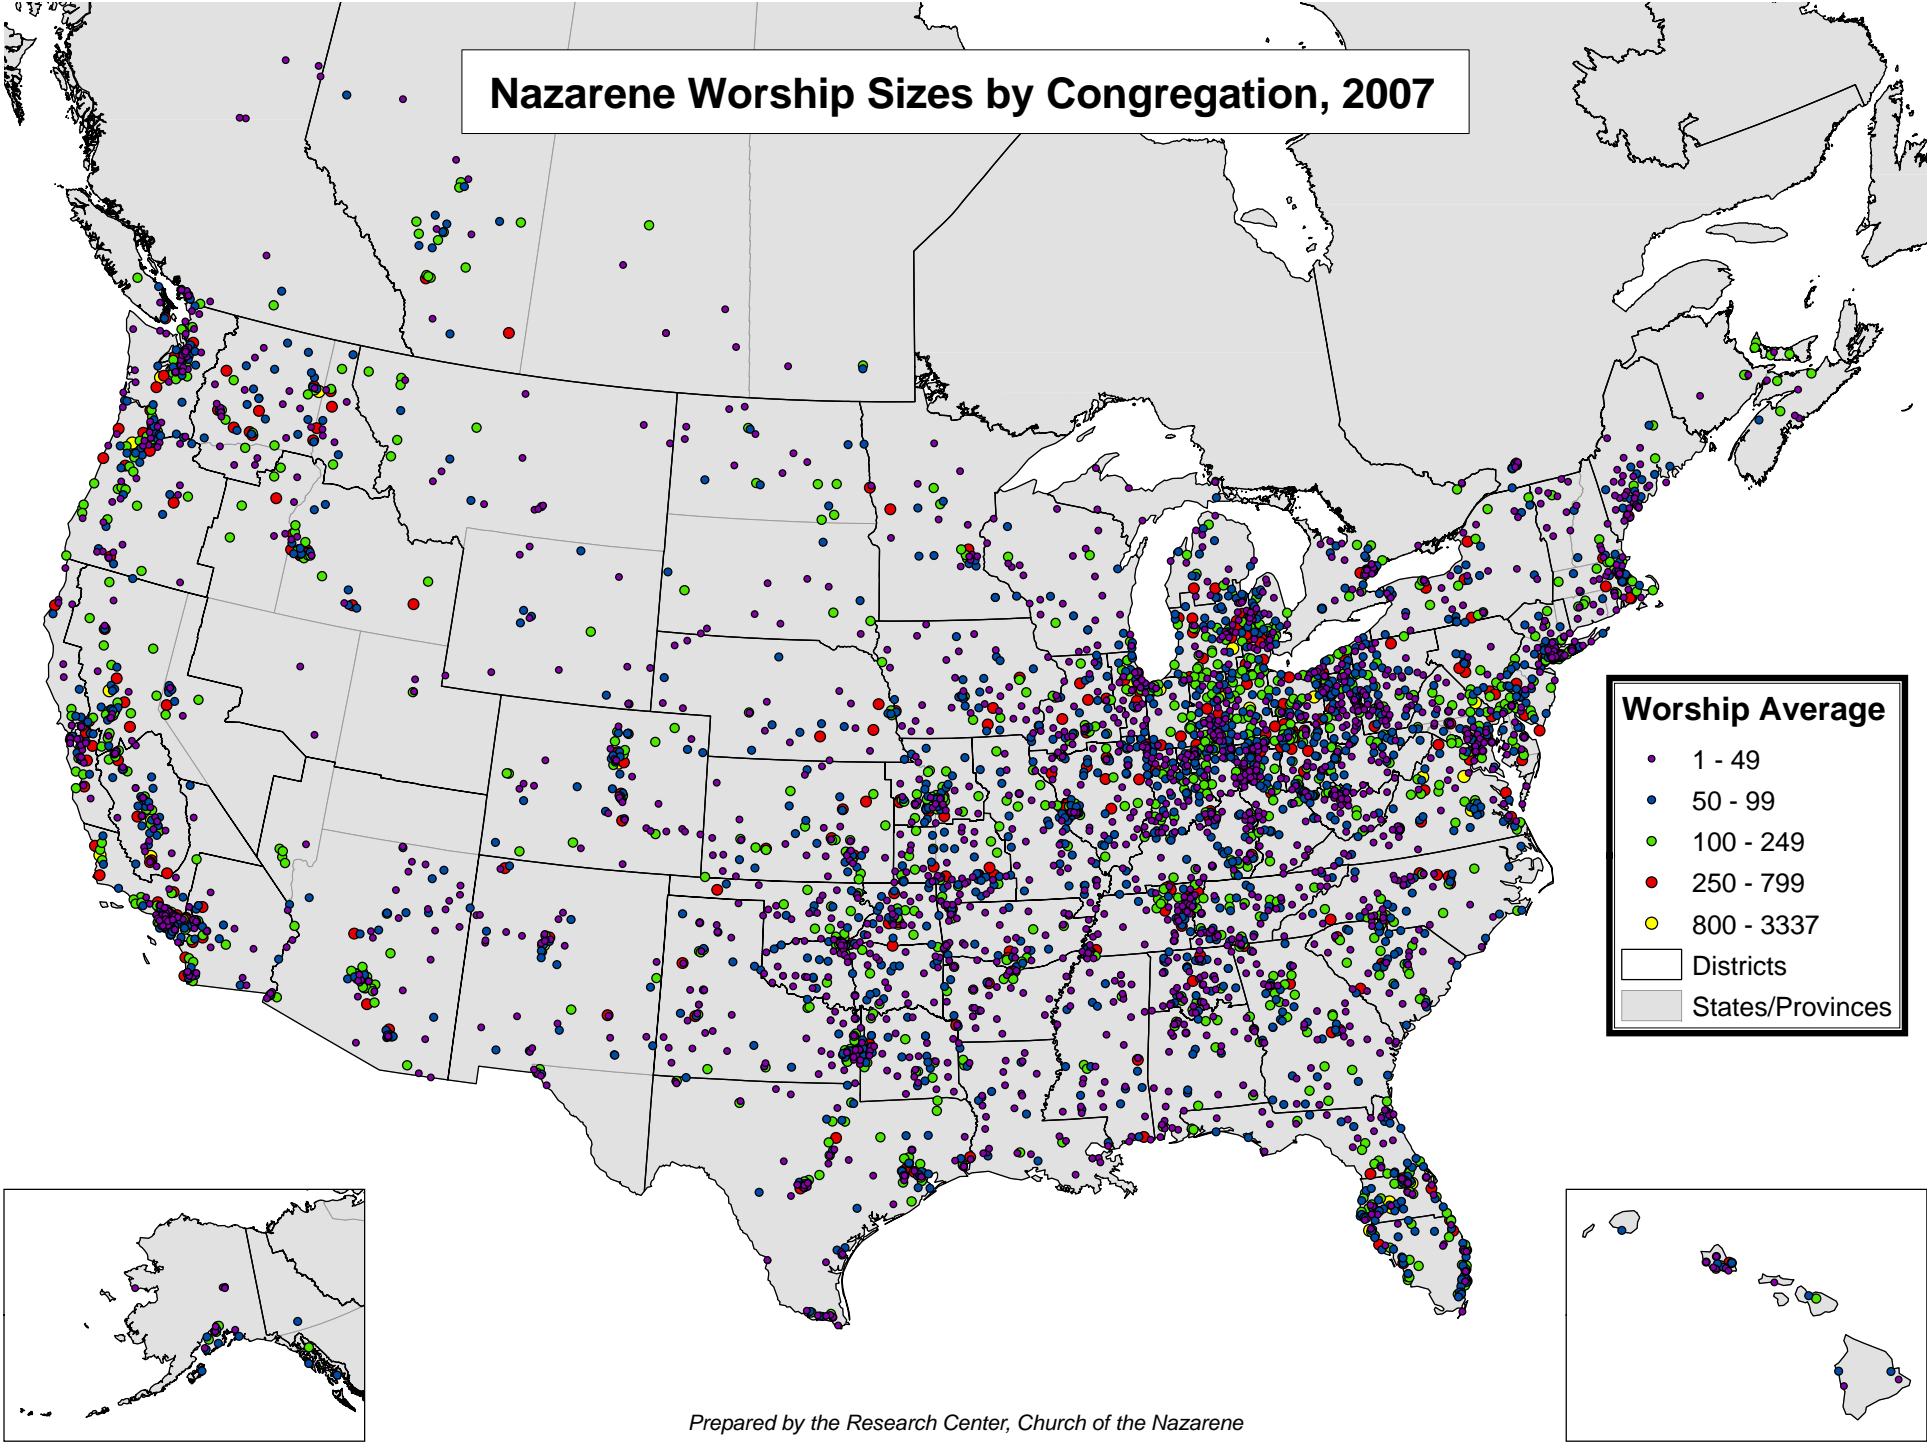 Nazarene Worship Sizes by Congregation, 2007
Worship Average
1 - 49
50 - 99
100 - 249
250 - 799
800 - 3337
Districts
States/Provinces
Prepared by the Research Center, Church of the Nazarene